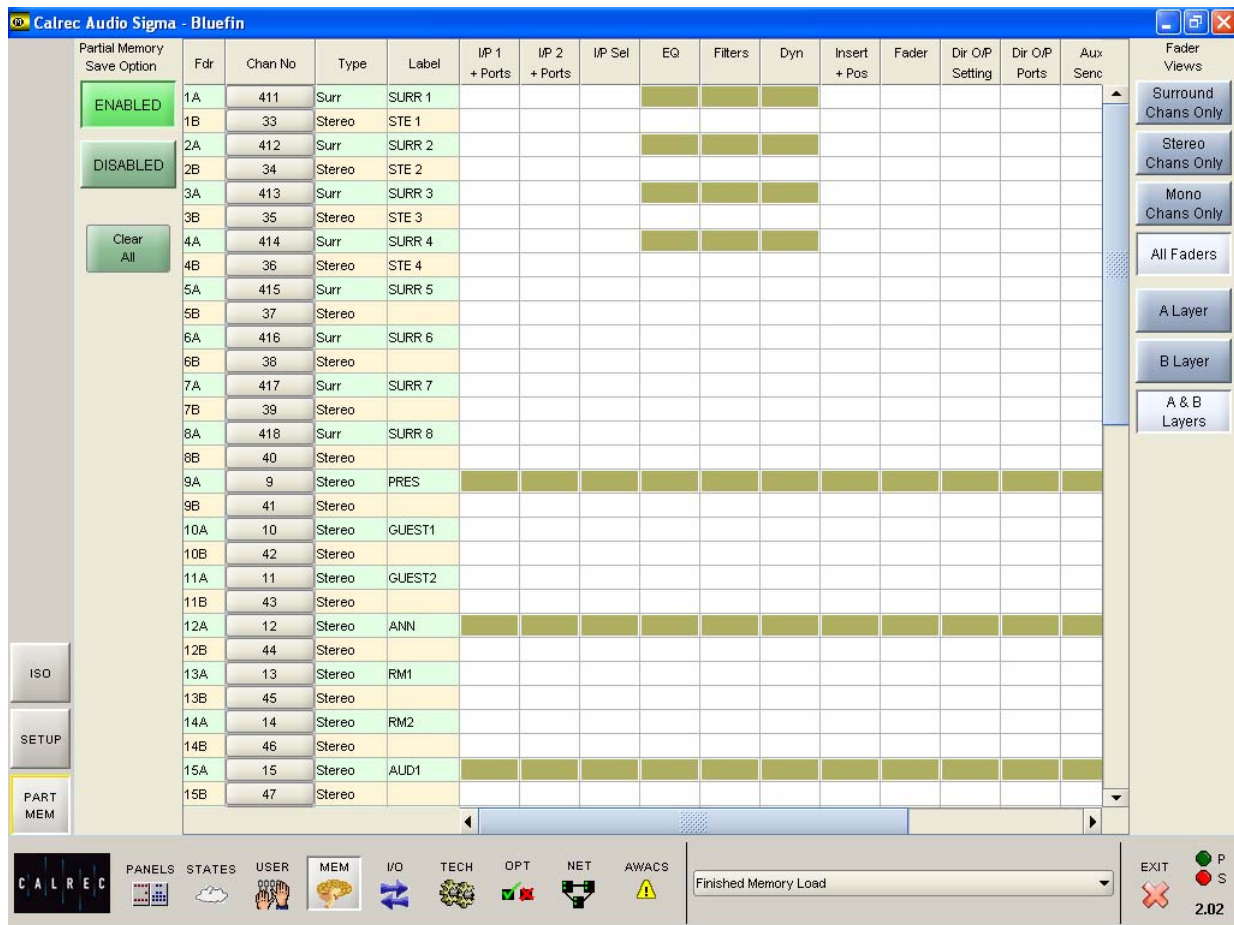 Calrec Audio Sigma - Bluefin
Partial Memory
Save Option
ENABLED
DISABLED
Clear
All
ISO
SETUP
PART
MEM
Fdr Chan No Type Label I/P 1 + Ports I/P 2 + Ports I/P Sel EQ Filters Dyn Insert + Pos Fader Dir O/P Setting Dir O/P Ports Aux Senc
1A 411 Surr SURR 1
1B 33 Stereo STE 1
2A 412 Surr SURR 2
2B 34 Stereo STE 2
3A 413 Surr SURR 3
3B 35 Stereo STE 3
4A 414 Surr SURR 4
4B 36 Stereo STE 4
5A 415 Surr SURR 5
5B 37 Stereo
6A 416 Surr SURR 6
6B 38 Stereo
7A 417 Surr SURR 7
7B 39 Stereo
8A 418 Surr SURR 8
8B 40 Stereo
9A 9 Stereo PRES
9B 41 Stereo
10A 10 Stereo GUEST1
10B 42 Stereo
11A 11 Stereo GUEST2
11B 43 Stereo
12A 12 Stereo ANN
12B 44 Stereo
13A 13 Stereo RM1
13B 45 Stereo
14A 14 Stereo RM2
14B 46 Stereo
15A 15 Stereo AUD1
15B 47 Stereo
Fader
Views
Surround
Chans Only
Stereo
Chans Only
Mono
Chans Only
All Faders
A Layer
B Layer
A & B
Layers
CALREC
PANELS STATES USER MEM I/O TECH OPT NET AWACS
Finished Memory Load
EXIT
P
S
2.02